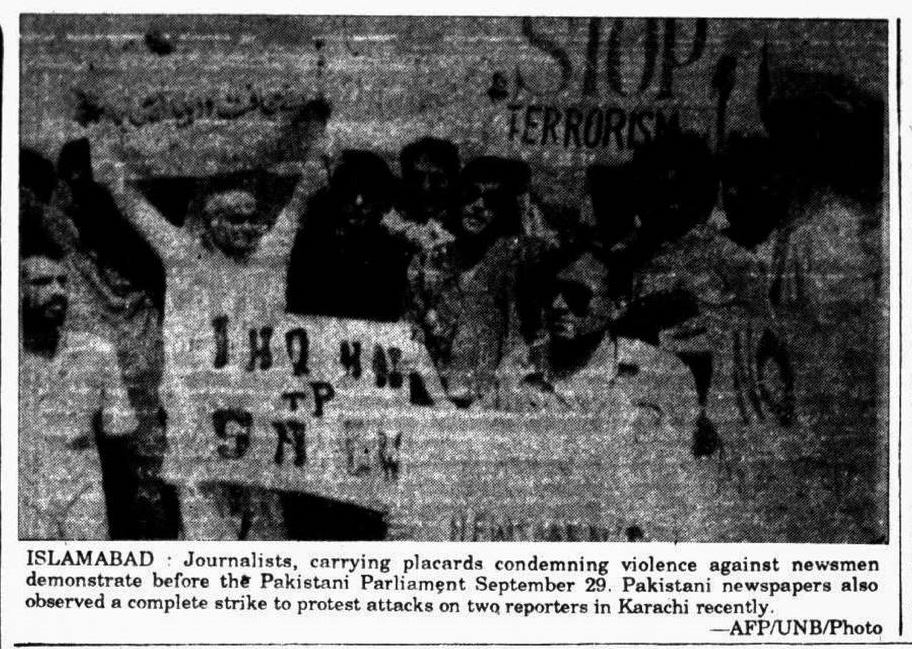 STOP
TERRORISM
ISLAMABAD : Journalists, carrying placards condemning violence against newsmen
demonstrate before the Pakistani Parliament September 29. Pakistani newspapers also
observed a complete strike to protest attacks on two reporters in Karachi recently.
—AFP/UNB/Photo